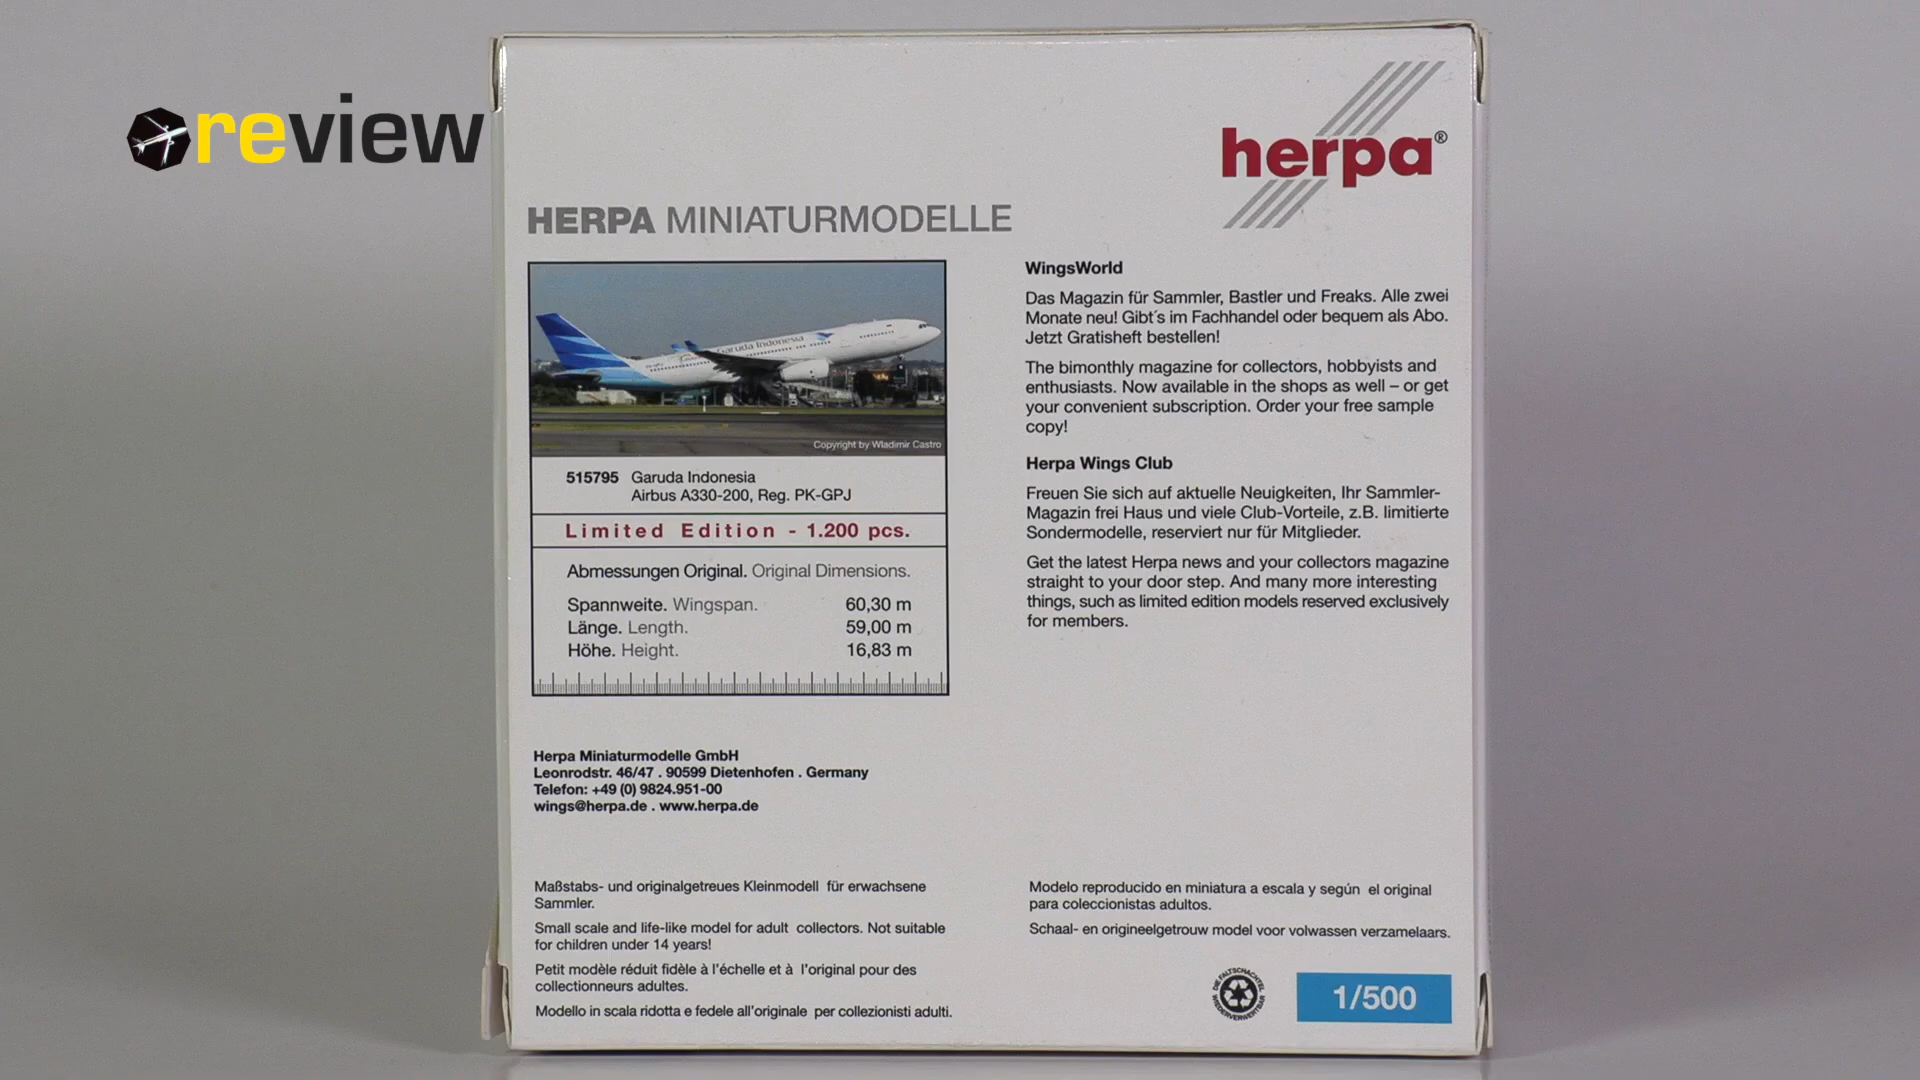 review
herpa®
HERPA MINIATURMODELLE
Garuda Indonesia
Copyright by Wladimir Castro
515795 Garuda Indonesia
Airbus A330-200, Reg. PK-GPJ
Limited Edition - 1.200 pcs.
Abmessungen Original. Original Dimensions.
Spannweite. Wingspan. 60,30 m
Länge. Length. 59,00 m
Höhe. Height. 16,83 m
WingsWorld
Das Magazin für Sammler, Bastler und Freaks. Alle zwei
Monate neu! Gibt´s im Fachhandel oder bequem als Abo.
Jetzt Gratisheft bestellen!
The bimonthly magazine for collectors, hobbyists and
enthusiasts. Now available in the shops as well – or get
your convenient subscription. Order your free sample
copy!
Herpa Wings Club
Freuen Sie sich auf aktuelle Neuigkeiten, Ihr Sammler-
Magazin frei Haus und viele Club-Vorteile, z.B. limitierte
Sondermodelle, reserviert nur für Mitglieder.
Get the latest Herpa news and your collectors magazine
straight to your door step. And many more interesting
things, such as limited edition models reserved exclusively
for members.
Herpa Miniaturmodelle GmbH
Leonrodstr. 46/47 . 90599 Dietenhofen . Germany
Telefon: +49 (0) 9824.951-00
wings@herpa.de . www.herpa.de
Maßstabs- und originalgetreues Kleinmodell für erwachsene
Sammler.
Small scale and life-like model for adult collectors. Not suitable
for children under 14 years!
Petit modèle réduit fidèle à l'échelle et à l'original pour des
collectionneurs adultes.
Modello in scala ridotta e fedele all'originale per collezionisti adulti.
Modelo reproducido en miniatura a escala y según el original
para coleccionistas adultos.
Schaal- en origineelgetrouw model voor volwassen verzamelaars.
DIE FALTSCHACHTEL
WIEDERVERWERTBAR
1/500